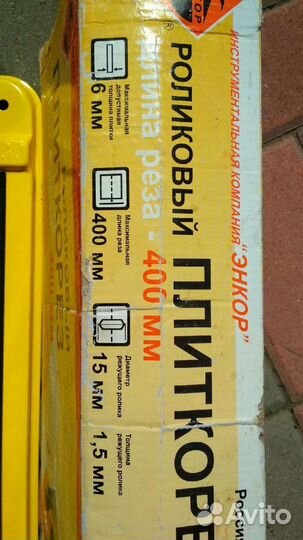 ИНСТРУМЕНТАЛЬНАЯ КОМПАНИЯ "ЭНКОР"
РОЛИКОВЫЙ ПЛИТКОРЕ
длина реза - 400 мм
Максимальная
допустимая
толщина плитки
6 мм
Максимальная
длина реза
400 мм
Диаметр
режущего ролика
15 мм
Толщина
режущего ролика
1,5 мм
Росси
Avito